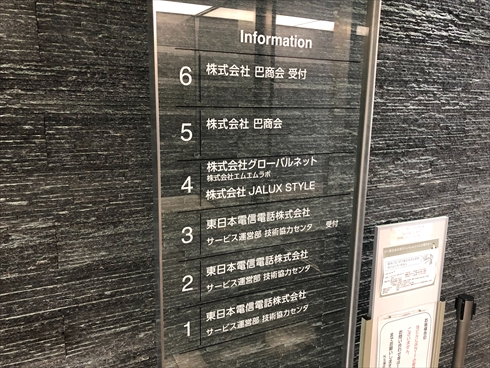 Information
6 株式会社 巴商会 受付
5 株式会社 巴商会
4 株式会社グローバルネット
株式会社エムエムラボ
株式会社 JALUX STYLE
3 東日本電信電話株式会社
サービス運営部 技術協力センタ 受付
2 東日本電信電話株式会社
サービス運営部 技術協力センタ
1 東日本電信電話株式会社
サービス運営部 技術協力センタ